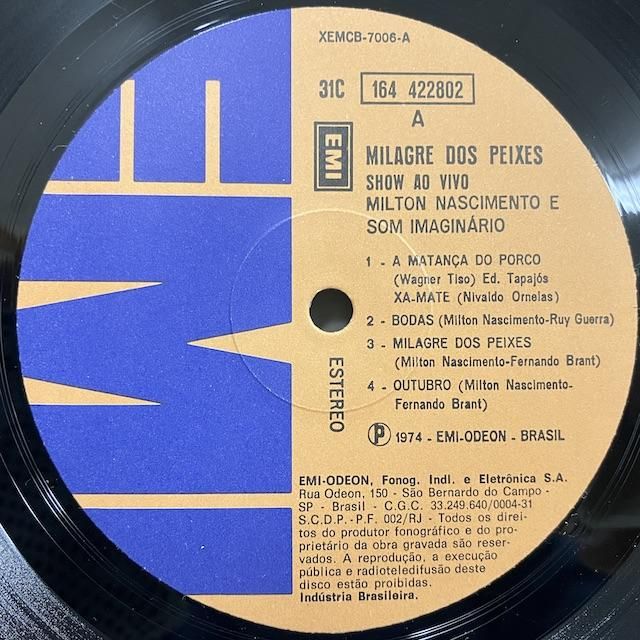 XEMCB-7006-A
31C 164 422802
A
EMI
MILAGRE DOS PEIXES
SHOW AO VIVO
MILTON NASCIMENTO E
SOM IMAGINÁRIO
1 - A MATANÇA DO PORCO
(Wagner Tiso) Ed. Tapajós
XA-MATE (Nivaldo Ornelas)
2 - BODAS (Milton Nascimento-Ruy Guerra)
3 - MILAGRE DOS PEIXES
(Milton Nascimento-Fernando Brant)
4 - OUTUBRO (Milton Nascimento-
Fernando Brant)
ESTEREO
Ⓟ 1974 - EMI-ODEON - BRASIL
EMI-ODEON, Fonog. Indl. e Eletrônica S.A.
Rua Odeon, 150 - São Bernardo do Campo -
SP - Brasil - C.G.C. 33.249.640/0004-31
S.C.D.P.-P.F. 002/RJ - Todos os direi-
tos do produtor fonográfico e do pro-
prietário da obra gravada são reser-
vados. A reprodução, a execução
pública e radioteledifusão deste
disco estão proibidas.
Indústria Brasileira.
EMI